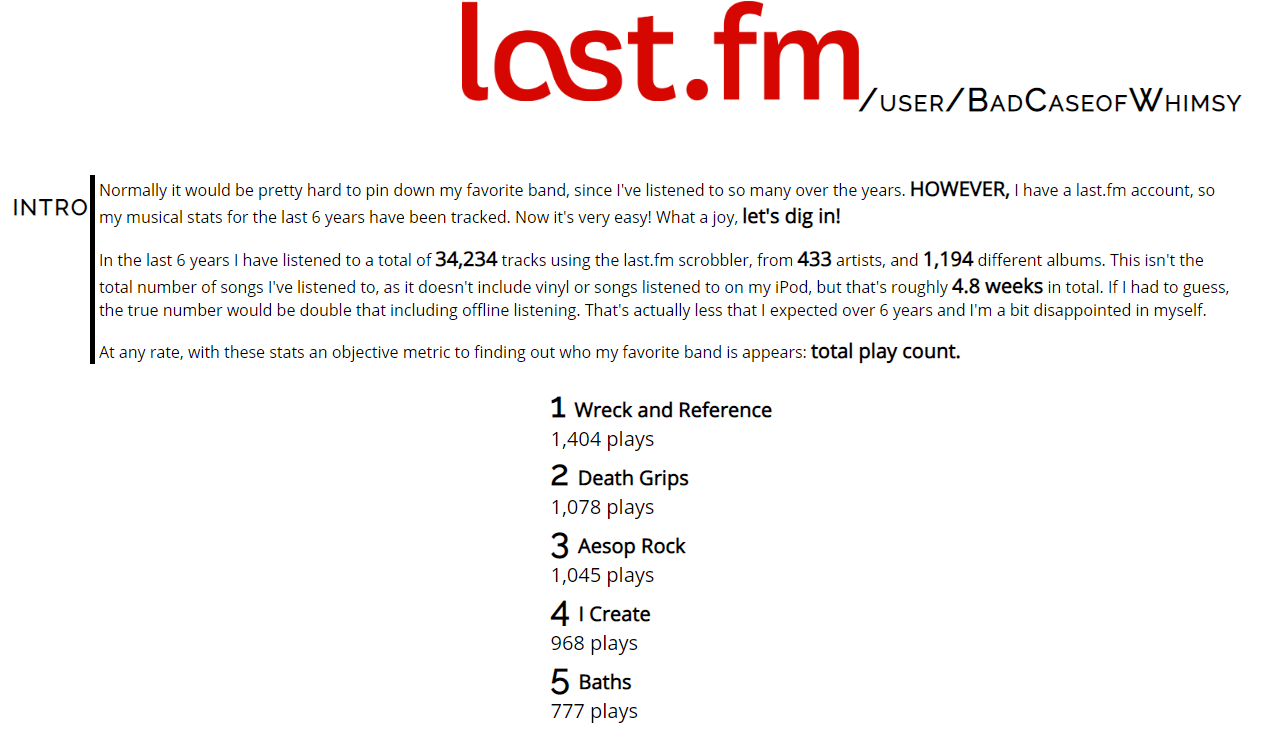 last.fm/user/BadCaseofWhimsy
INTRO
Normally it would be pretty hard to pin down my favorite band, since I've listened to so many over the years. HOWEVER, I have a last.fm account, so
my musical stats for the last 6 years have been tracked. Now it's very easy! What a joy, let's dig in!
In the last 6 years I have listened to a total of 34,234 tracks using the last.fm scrobbler, from 433 artists, and 1,194 different albums. This isn't the
total number of songs I've listened to, as it doesn't include vinyl or songs listened to on my iPod, but that's roughly 4.8 weeks in total. If I had to guess,
the true number would be double that including offline listening. That's actually less that I expected over 6 years and I'm a bit disappointed in myself.
At any rate, with these stats an objective metric to finding out who my favorite band is appears: total play count.
1 Wreck and Reference
1,404 plays
2 Death Grips
1,078 plays
3 Aesop Rock
1,045 plays
4 I Create
968 plays
5 Baths
777 plays